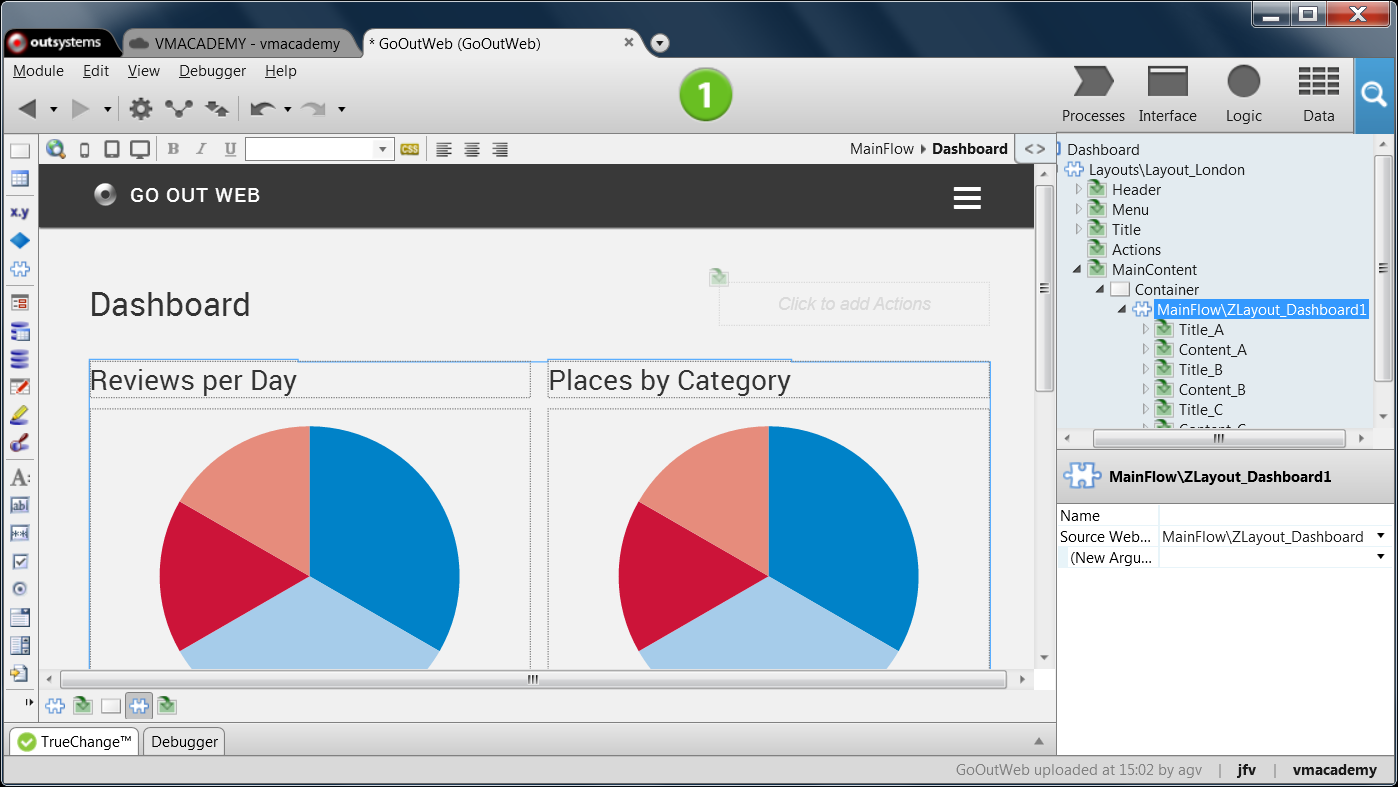 outsystems
VMACADEMY - vmacademy
* GoOutWeb (GoOutWeb)
Module Edit View Debugger Help
1
Processes Interface Logic Data
B I U
CSS
MainFlow Dashboard
<>
x.y
A:
ab
GO OUT WEB
Dashboard
Click to add Actions
Reviews per Day
Places by Category
Dashboard
Layouts\Layout_London
Header
Menu
Title
Actions
MainContent
Container
MainFlow\ZLayout_Dashboard1
Title_A
Content_A
Title_B
Content_B
Title_C
MainFlow\ZLayout_Dashboard1
Name
Source Web... MainFlow\ZLayout_Dashboard
(New Argu...
TrueChange™
Debugger
GoOutWeb uploaded at 15:02 by agv | jfv | vmacademy